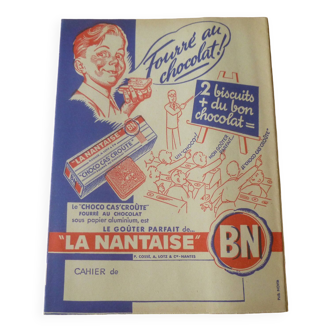 Fourré au
chocolat!
2 biscuits
+ du bon
chocolat =
LA NANTAISE
"CHOCO CAS'CROÛTE"
Le "CHOCO CAS'CROÛTE"
FOURRÉ AU CHOCOLAT
sous papier aluminium, est
LE GOÛTER PARFAIT de...
"LA NANTAISE"
BN
CAHIER de